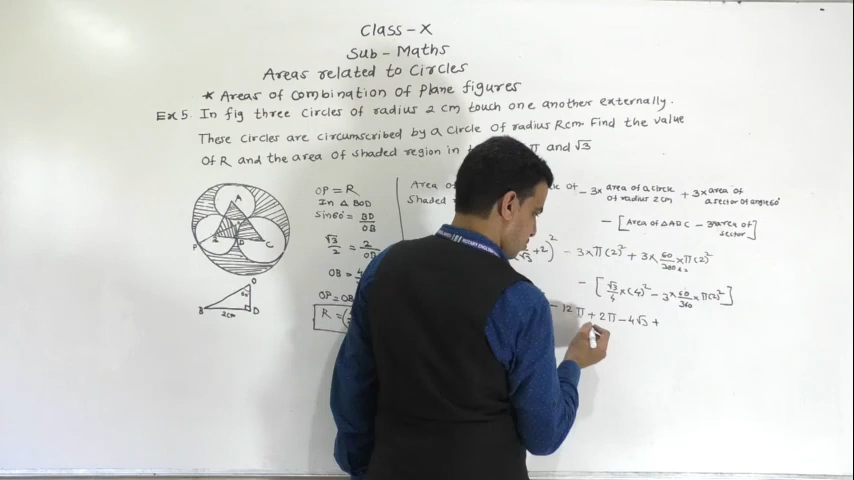 Class-X
Sub-Maths
Areas related to Circles
* Areas of combination of Plane figures
Ex 5. In fig three circles of radius 2 cm touch one another externally.
These Circles are circumscribed by a circle of radius R cm. Find the value
of R and the area of shaded region in π and √3
A
B
D
C
P
O
60°
B
2cm
D
OP = R
In △ BOD
Sin60° = BD/OB
√3/2 = 2/OB
OB = 4
OP = OB
R = (
Area of
Shaded
of - 3× area of a circle of radius 2 cm + 3× area of a sector of angle 60°
- [Area of △ABC - 3 area of sector]
/√3 + 2)² - 3×π(2)² + 3× 60/360 ×π(2)²
- [√3/4 ×(4)² - 3× 60/360 ×π(2)²]
- 12π + 2π - 4√3 +
ROTARY ENGLISH